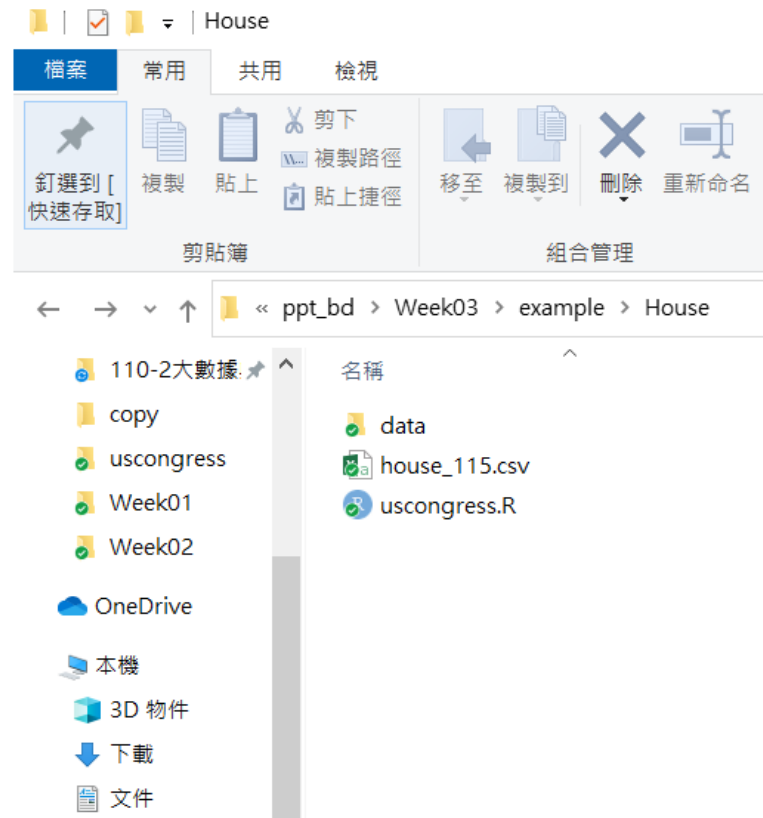 House
檔案 常用 共用 檢視
釘選到 [
快速存取]
複製
貼上
剪下
複製路徑
貼上捷徑
移至
複製到
刪除
重新命名
剪貼簿
組合管理
« ppt_bd > Week03 > example > House
110-2大數據
copy
uscongress
Week01
Week02
OneDrive
本機
3D 物件
下載
文件
名稱
data
house_115.csv
uscongress.R